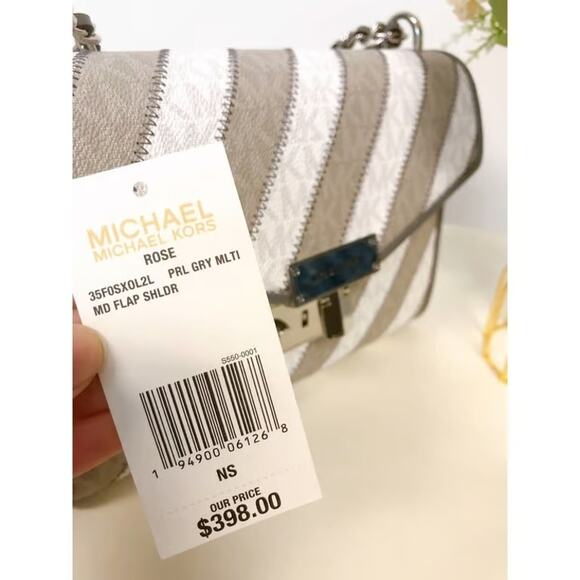 MICHAEL
MICHAEL KORS
ROSE
35F0SXOL2L PRL GRY MLTI
MD FLAP SHLDR
S550-0001
1 94900 06126 8
NS
OUR PRICE
$398.00